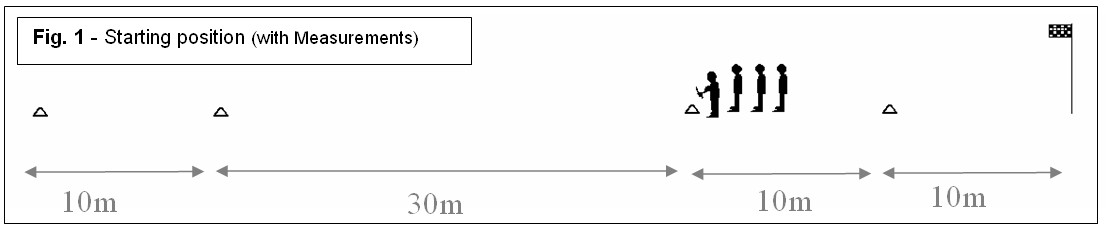 Fig. 1 - Starting position (with Measurements)
10m 30m 10m 10m